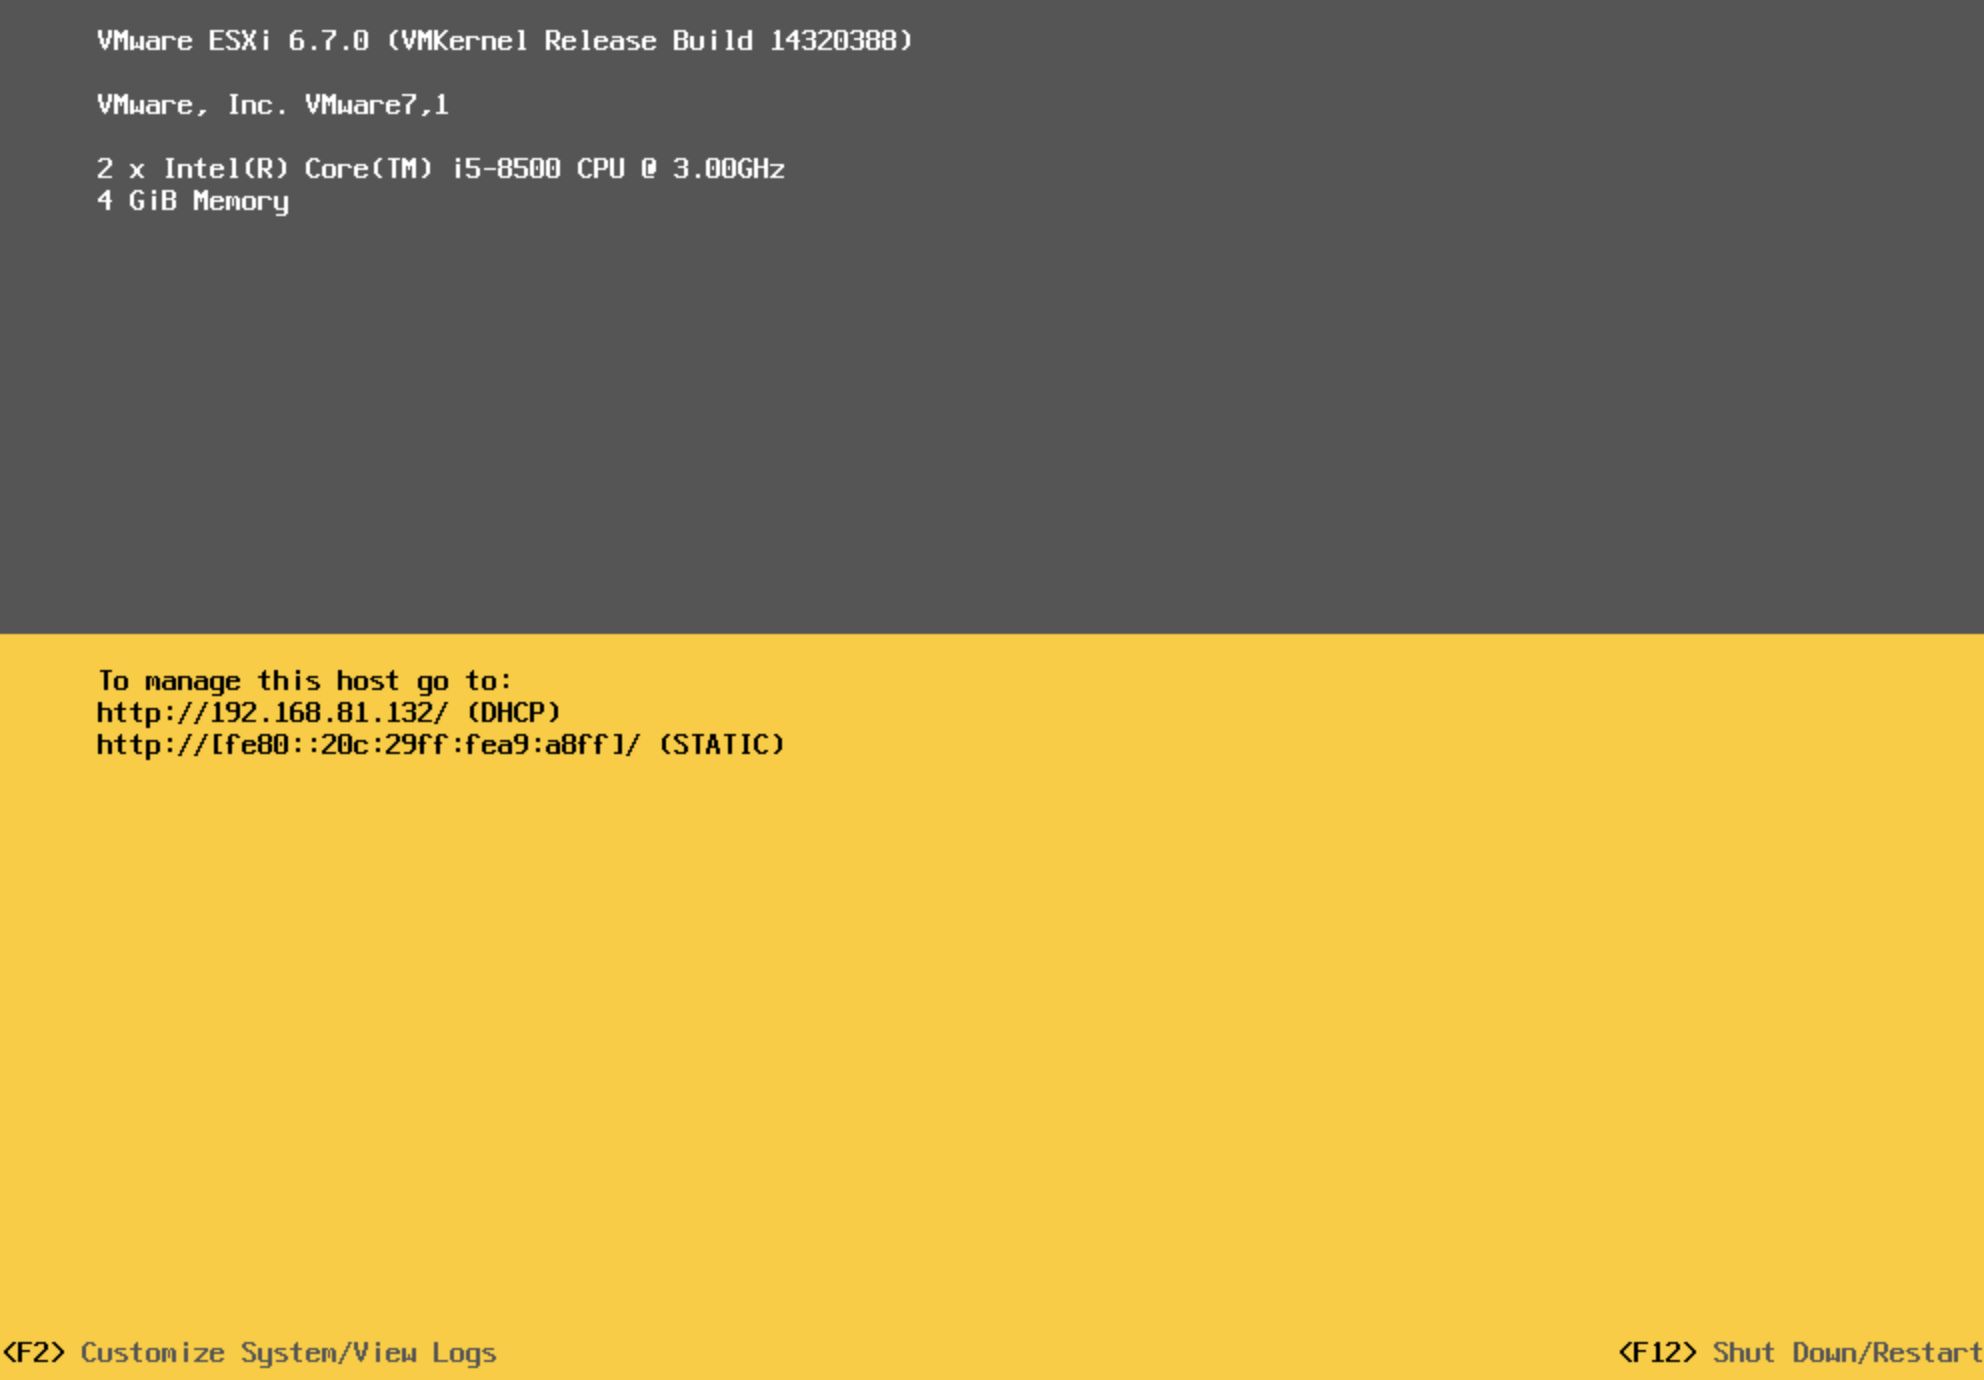 VMware ESXi 6.7.0 (VMKernel Release Build 14320388)
VMware, Inc. VMware7,1
2 x Intel(R) Core(TM) i5-8500 CPU @ 3.00GHz
4 GiB Memory
To manage this host go to:
http://192.168.81.132/ (DHCP)
http://[fe80::20c:29ff:fea9:a8ff]/ (STATIC)
<F2> Customize System/View Logs
<F12> Shut Down/Restart